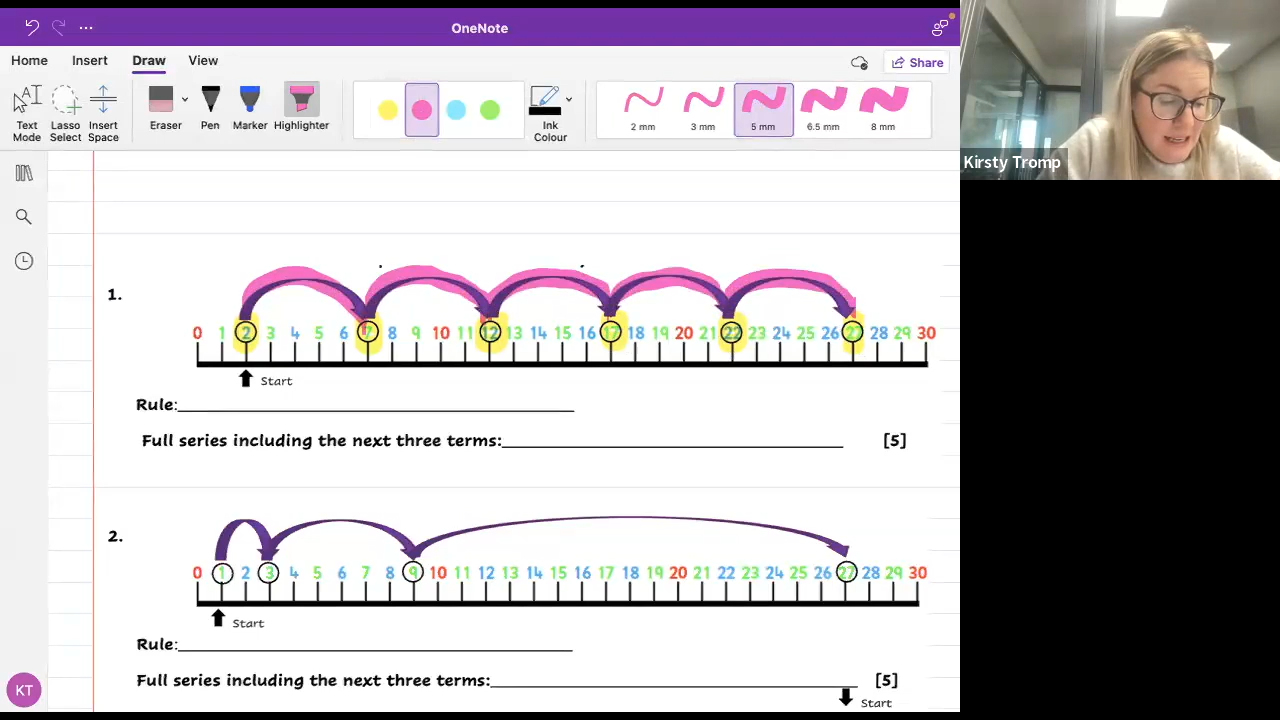 OneNote
Home Insert Draw View
Share
Text Mode
Lasso Select
Insert Space
Eraser
Pen
Marker
Highlighter
Ink Colour
2 mm
3 mm
5 mm
6.5 mm
8 mm
Kirsty Tromp
1.
0 1 2 3 4 5 6 7 8 9 10 11 12 13 14 15 16 17 18 19 20 21 22 23 24 25 26 27 28 29 30
Start
Rule:
Full series including the next three terms: [5]
2.
0 1 2 3 4 5 6 7 8 9 10 11 12 13 14 15 16 17 18 19 20 21 22 23 24 25 26 27 28 29 30
Start
Rule:
Full series including the next three terms: [5]
Start
KT